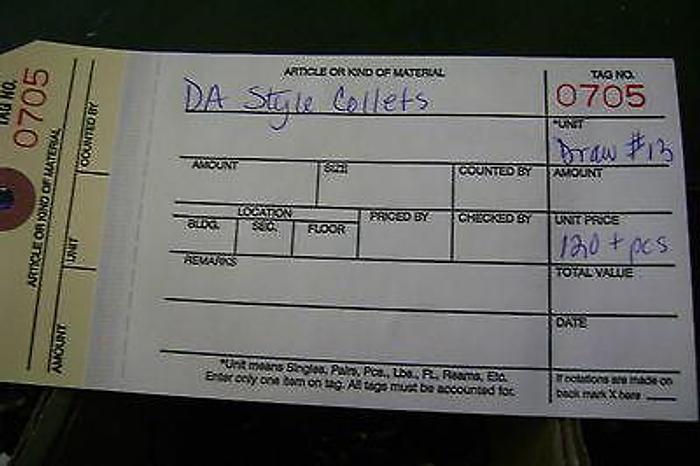 TAG NO.
0705
ARTICLE OR KIND OF MATERIAL
COUNTED BY
UNIT
AMOUNT
ARTICLE OR KIND OF MATERIAL
DA Style Collets
TAG NO.
0705
*UNIT
Draw #13
AMOUNT
SIZE
COUNTED BY
AMOUNT
LOCATION
BLDG.
SEC.
FLOOR
PRICED BY
CHECKED BY
UNIT PRICE
120 + pcs
REMARKS
TOTAL VALUE
DATE
*Unit means Singles, Pairs, Pcs., Lbs., Ft., Reams, Etc.
Enter only one item on tag. All tags must be accounted for.
If notations are made on
back mark X here